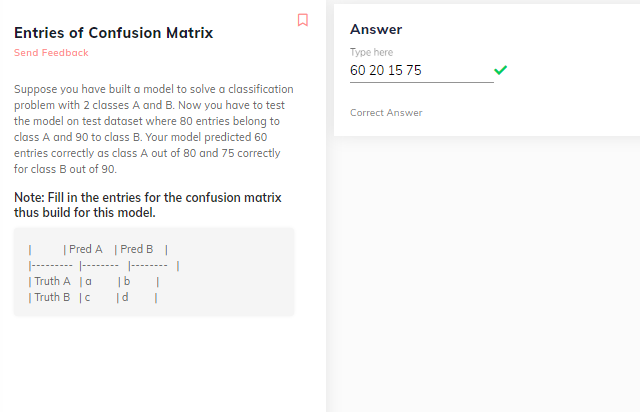 Entries of Confusion Matrix
Send Feedback
Suppose you have built a model to solve a classification
problem with 2 classes A and B. Now you have to test
the model on test dataset where 80 entries belong to
class A and 90 to class B. Your model predicted 60
entries correctly as class A out of 80 and 75 correctly
for class B out of 90.
Note: Fill in the entries for the confusion matrix
thus build for this model.
| | Pred A | Pred B |
|--------- |-------- |-------- |
| Truth A | a | b |
| Truth B | c | d |
Answer
Type here
60 20 15 75
Correct Answer